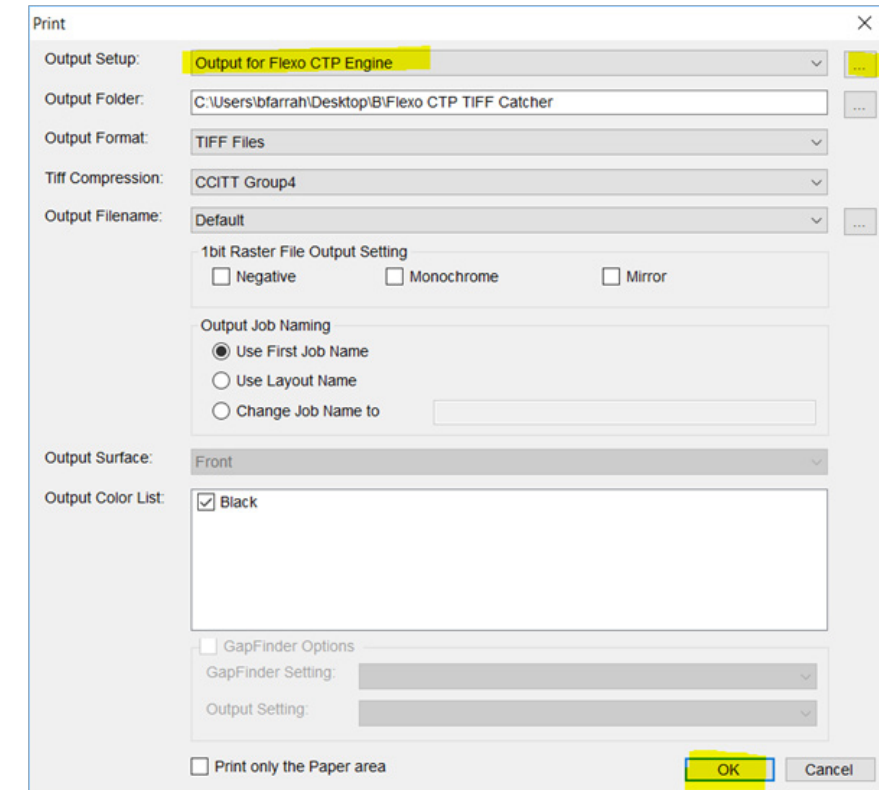 Print
Output Setup: Output for Flexo CTP Engine ...
Output Folder: C:\Users\bfarrah\Desktop\B\Flexo CTP TIFF Catcher ...
Output Format: TIFF Files
Tiff Compression: CCITT Group4
Output Filename: Default ...
1bit Raster File Output Setting
Negative Monochrome Mirror
Output Job Naming
Use First Job Name
Use Layout Name
Change Job Name to
Output Surface: Front
Output Color List: Black
GapFinder Options
GapFinder Setting:
Output Setting:
Print only the Paper area OK Cancel